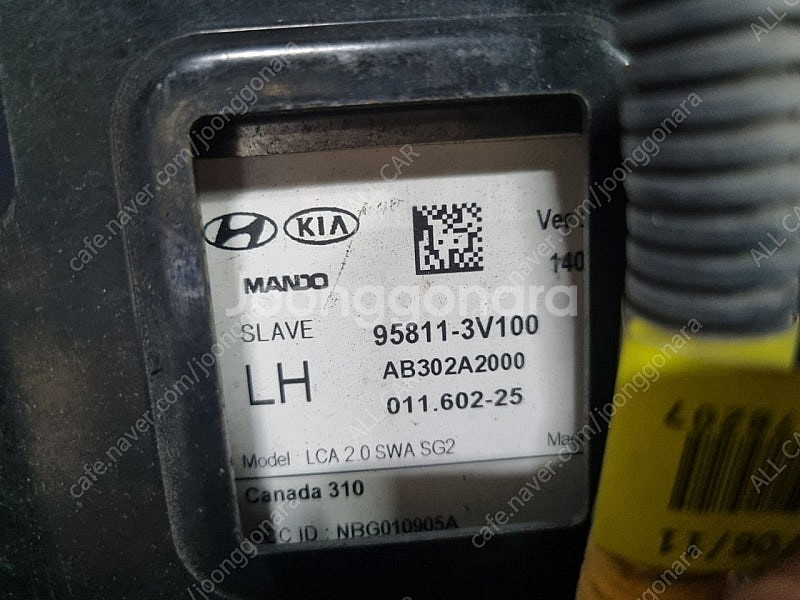 KIA
MANDO
SLAVE 95811-3V100
LH AB302A2000
011.602-25
140
Model : LCA 2.0 SWA SG2
Canada 310
C ID : NBG010905A
Joonggonara
cafe.naver.com/joonggonara
ALL CAR